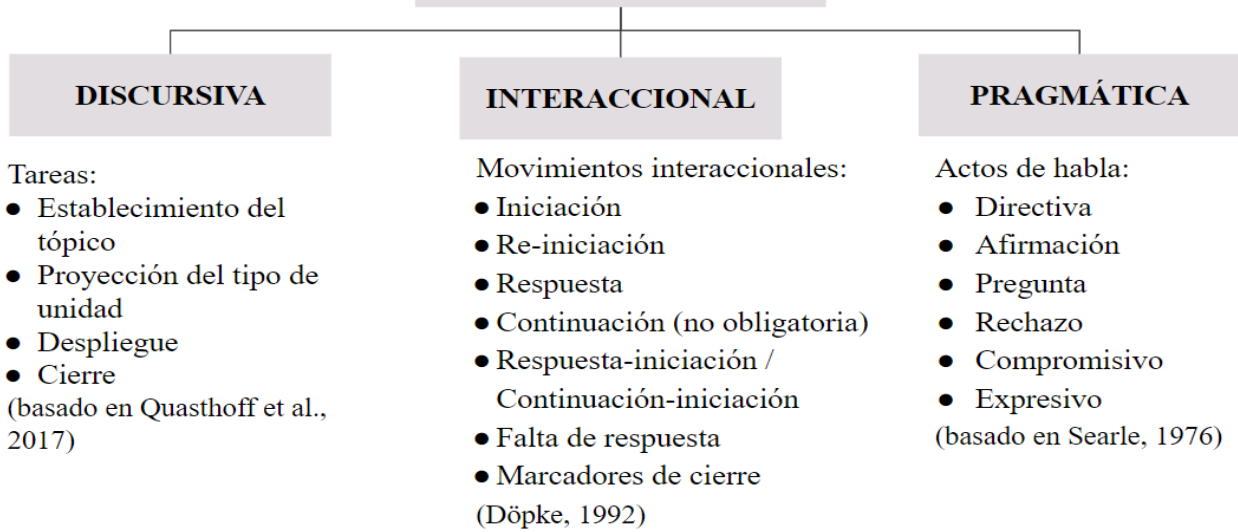 DISCURSIVA
Tareas:
● Establecimiento del
tópico
● Proyección del tipo de
unidad
● Despliegue
● Cierre
(basado en Quasthoff et al.,
2017)
INTERACCIONAL
Movimientos interaccionales:
● Iniciación
● Re-iniciación
● Respuesta
● Continuación (no obligatoria)
● Respuesta-iniciación /
Continuación-iniciación
● Falta de respuesta
● Marcadores de cierre
(Döpke, 1992)
PRAGMÁTICA
Actos de habla:
● Directiva
● Afirmación
● Pregunta
● Rechazo
● Compromisivo
● Expresivo
(basado en Searle, 1976)